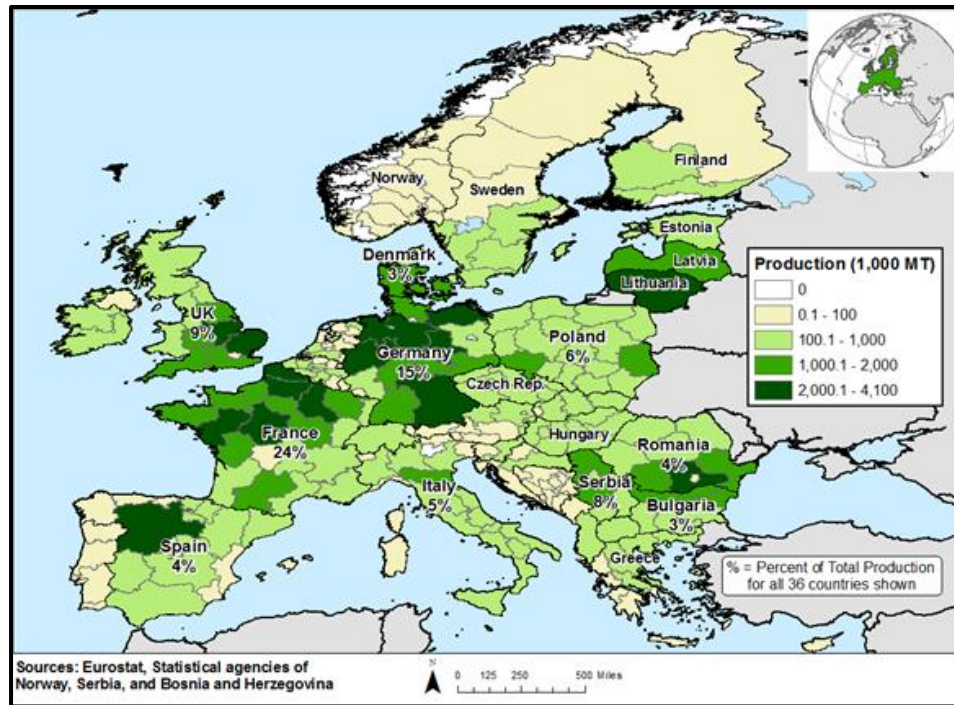 Norway
Sweden
Finland
Estonia
Latvia
Lithuania
Denmark
3%
UK
9%
Germany
15%
Poland
6%
Czech Rep.
France
24%
Hungary
Romania
4%
Serbia
8%
Bulgaria
3%
Italy
5%
Spain
4%
Greece
Production (1,000 MT)
0
0.1 - 100
100.1 - 1,000
1,000.1 - 2,000
2,000.1 - 4,100
% = Percent of Total Production
for all 36 countries shown
Sources: Eurostat, Statistical agencies of
Norway, Serbia, and Bosnia and Herzegovina
N
0 125 250 500 Miles